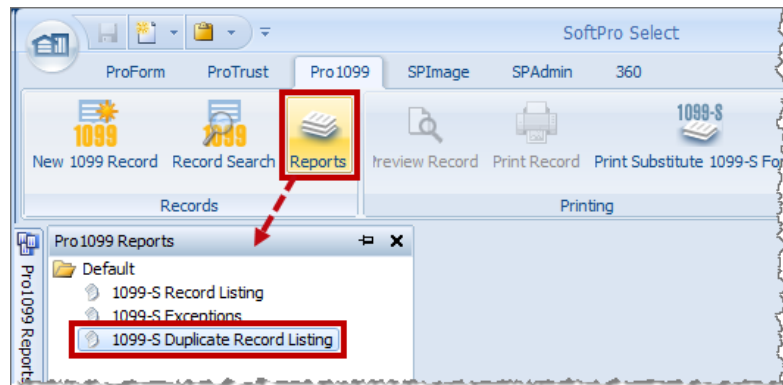 SoftPro Select
ProForm ProTrust Pro1099 SPImage SPAdmin 360
1099 1099 1099-S
New 1099 Record Record Search Reports Preview Record Print Record Print Substitute 1099-S Fo
Records Printing
Pro1099 Reports
Pro1099 Reports
Default
1099-S Record Listing
1099-S Exceptions
1099-S Duplicate Record Listing